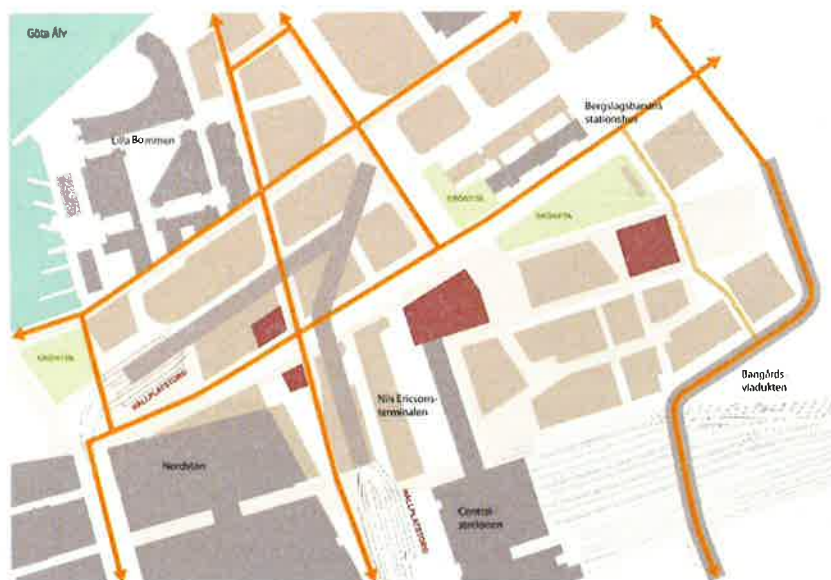 Göta Älv
Lilla Bommen
Bergslagsbanans
stationshus
GRÖNYTA
GRÖNYTA
GRÖNYTA
HÅLLPLATSTORG
Nils Ericsons-
terminalen
Bangårds-
viadukten
Nordstan
HÅLLPLATSTORG
Central
stationen